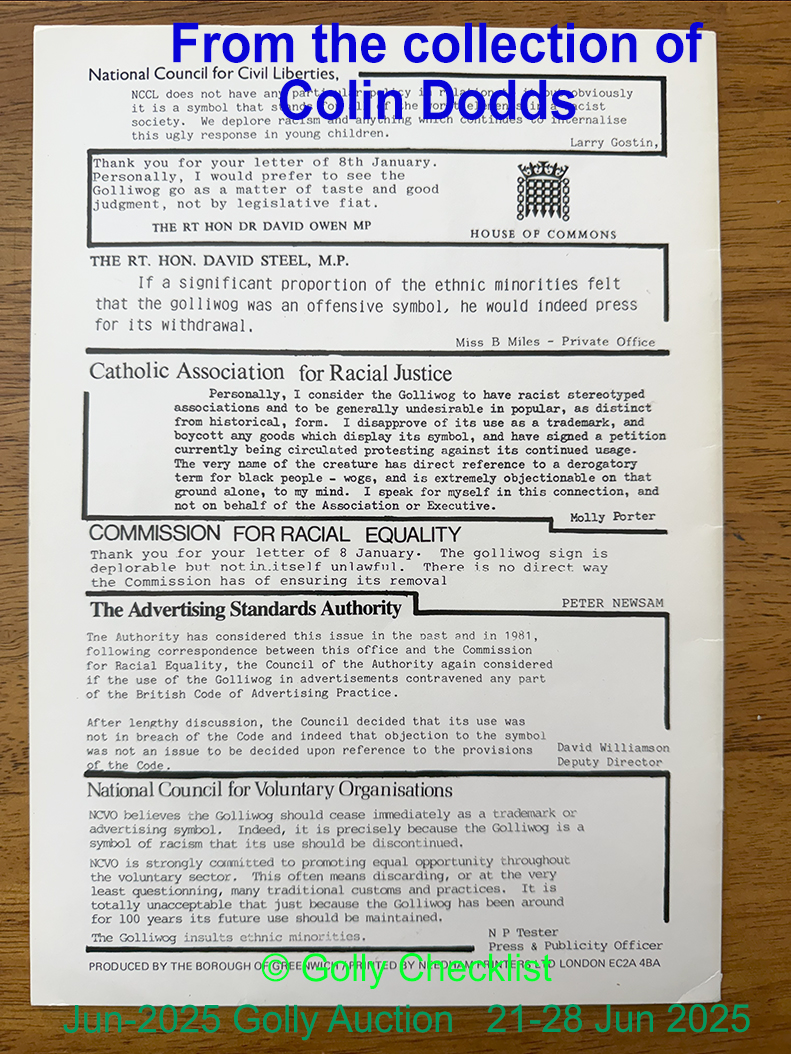 From the collection of
Colin Dodds
National Council for Civil Liberties,
NCCL does not have any particular policy in relation it but obviously
it is a symbol that stands for all of the worst elements in a racist
society. We deplore racism and anything which continues to internalise
this ugly response in young children.
Larry Gostin,
Thank you for your letter of 8th January.
Personally, I would prefer to see the
Golliwog go as a matter of taste and good
judgment, not by legislative fiat.
THE RT HON DR DAVID OWEN MP
HOUSE OF COMMONS
THE RT. HON. DAVID STEEL, M.P.
If a significant proportion of the ethnic minorities felt
that the golliwog was an offensive symbol, he would indeed press
for its withdrawal.
Miss B Miles - Private Office
Catholic Association for Racial Justice
Personally, I consider the Golliwog to have racist stereotyped
associations and to be generally undesirable in popular, as distinct
from historical, form. I disapprove of its use as a trademark, and
boycott any goods which display its symbol, and have signed a petition
currently being circulated protesting against its continued usage.
The very name of the creature has direct reference to a derogatory
term for black people - wogs, and is extremely objectionable on that
ground alone, to my mind. I speak for myself in this connection, and
not on behalf of the Association or Executive.
Molly Porter
COMMISSION FOR RACIAL EQUALITY
Thank you for your letter of 8 January. The golliwog sign is
deplorable but not in itself unlawful. There is no direct way
the Commission has of ensuring its removal
PETER NEWSAM
The Advertising Standards Authority
The Authority has considered this issue in the past and in 1981,
following correspondence between this office and the Commission
for Racial Equality, the Council of the Authority again considered
if the use of the Golliwog in advertisements contravened any part
of the British Code of Advertising Practice.
After lengthy discussion, the Council decided that its use was
not in breach of the Code and indeed that objection to the symbol
was not an issue to be decided upon reference to the provisions
of the Code.
David Williamson
Deputy Director
National Council for Voluntary Organisations
NCVO believes the Golliwog should cease immediately as a trademark or
advertising symbol. Indeed, it is precisely because the Golliwog is a
symbol of racism that its use should be discontinued.
NCVO is strongly committed to promoting equal opportunity throughout
the voluntary sector. This often means discarding, or at the very
least questionning, many traditional customs and practices. It is
totally unacceptable that just because the Golliwog has been around
for 100 years its future use should be maintained.
The Golliwog insults ethnic minorities.
N P Tester
Press & Publicity Officer
PRODUCED BY THE BOROUGH OF GREENWICH PRINTED BY NEEDHAM PRINTERS LTD LONDON EC2A 4BA
© Golly Checklist
Jun-2025 Golly Auction 21-28 Jun 2025